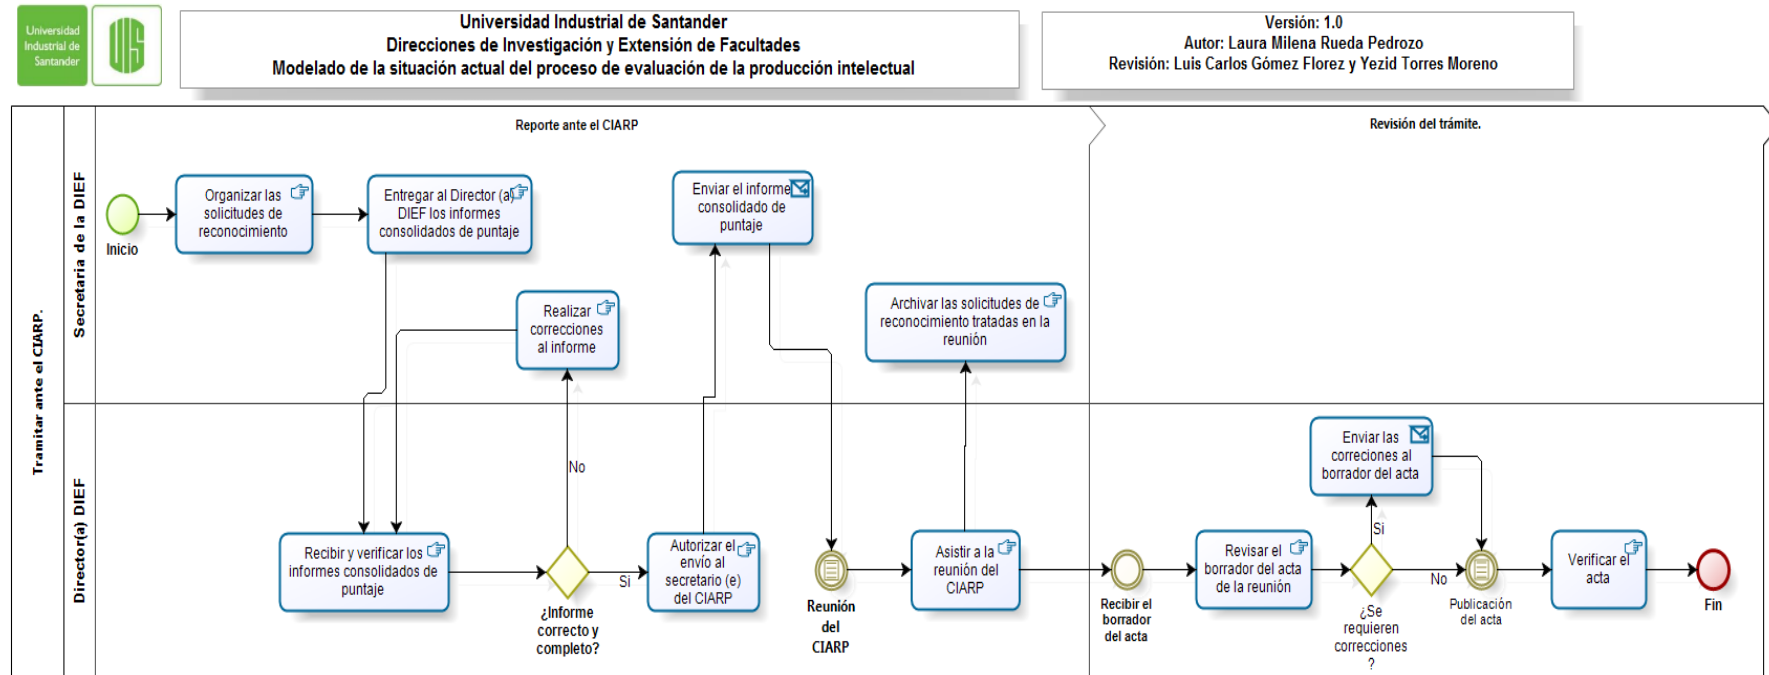 Universidad
Industrial de
Santander
UIS
Universidad Industrial de Santander
Direcciones de Investigación y Extensión de Facultades
Modelado de la situación actual del proceso de evaluación de la producción intelectual
Versión: 1.0
Autor: Laura Milena Rueda Pedrozo
Revisión: Luis Carlos Gómez Florez y Yezid Torres Moreno
Tramitar ante el CIARP.
Secretaria de la DIEF
Director(a) DIEF
Reporte ante el CIARP
Revisión del trámite.
Inicio
Organizar las
solicitudes de
reconocimiento
Entregar al Director (a)
DIEF los informes
consolidados de puntaje
Enviar el informe
consolidado de
puntaje
Realizar
correcciones
al informe
Archivar las solicitudes de
reconocimiento tratadas en la
reunión
Recibir y verificar los
informes consolidados de
puntaje
No
¿Informe
correcto y
completo?
Si
Autorizar el
envío al
secretario (e)
del CIARP
Reunión
del
CIARP
Asistir a la
reunión del
CIARP
Recibir el
borrador
del acta
Revisar el
borrador del acta
de la reunión
Enviar las
correciones al
borrador del acta
Si
¿Se
requieren
correcciones
?
No
Publicación
del acta
Verificar el
acta
Fin